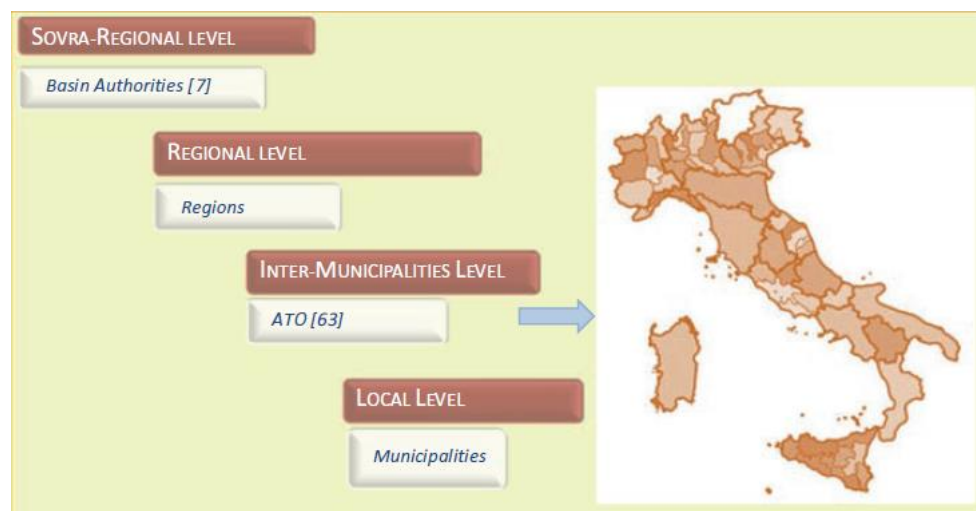 SOVRA-REGIONAL LEVEL
Basin Authorities [7]
REGIONAL LEVEL
Regions
INTER-MUNICIPALITIES LEVEL
ATO [63]
LOCAL LEVEL
Municipalities